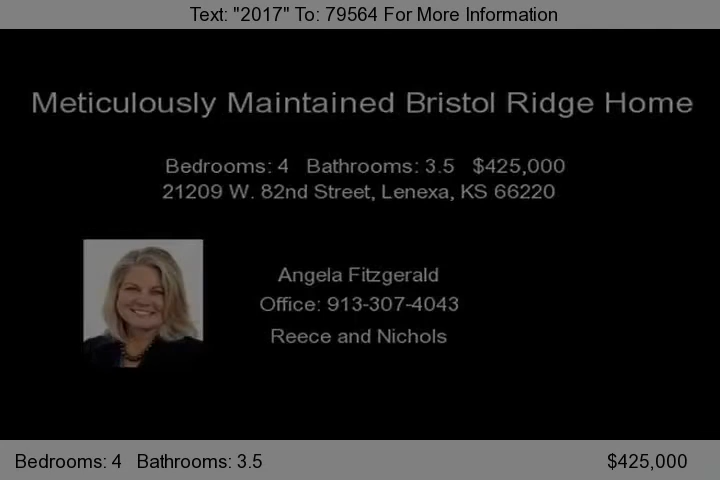 Text: "2017" To: 79564 For More Information
Meticulously Maintained Bristol Ridge Home
Bedrooms: 4 Bathrooms: 3.5 $425,000
21209 W. 82nd Street, Lenexa, KS 66220
Angela Fitzgerald
Office: 913-307-4043
Reece and Nichols
Bedrooms: 4 Bathrooms: 3.5 $425,000